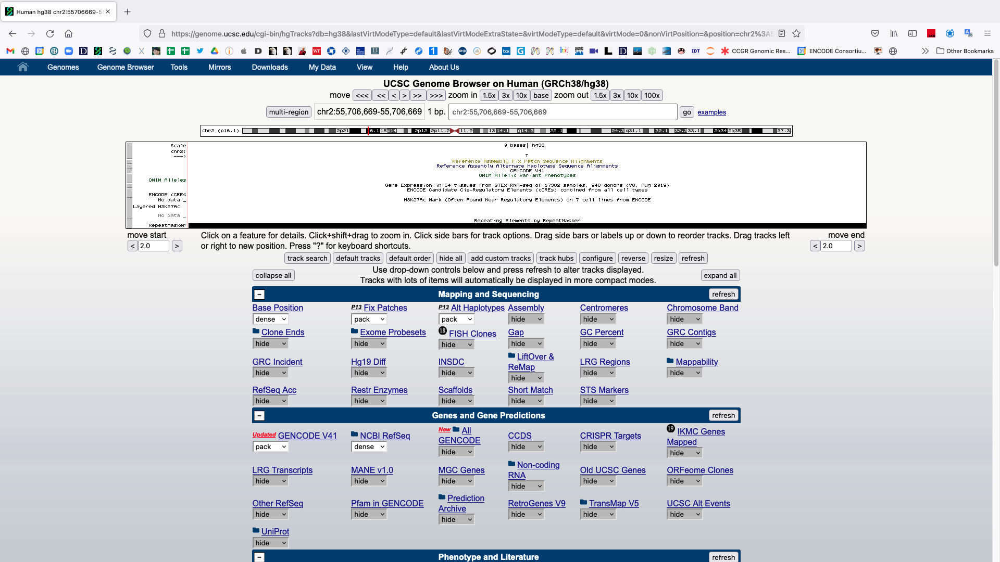 Human hg38 chr2:55706669-55
https://genome.ucsc.edu/cgi-bin/hgTracks?db=hg38&lastVirtModeType=default&lastVirtModeExtraState=&virtModeType=default&virtMode=0&nonVirtPosition=&position=chr2%3A5
CCGR Genomic Res... ENCODE Consortiu... Other Bookmarks
Genomes Genome Browser Tools Mirrors Downloads My Data View Help About Us
UCSC Genome Browser on Human (GRCh38/hg38)
move <<< << < > >> >>> zoom in 1.5x 3x 10x base zoom out 1.5x 3x 10x 100x
multi-region chr2:55,706,669-55,706,669 1 bp. chr2:55,706,669-55,706,669 go examples
chr2 (p16.1) 2p21 6.1 15 p14 2p12 2p11.2 11.2 13 14.1 q14.3 22.1 24.3 q31.1 32.1 32.3 33.1 2q34 2q35 37.3
Scale 0 bases| hg38
chr2:
---> T
Reference Assembly Fix Patch Sequence Alignments
Reference Assembly Alternate Haplotype Sequence Alignments
GENCODE V41
OMIM Allelic Variant Phenotypes
OMIM Alleles
Gene Expression in 54 tissues from GTEx RNA-seq of 17382 samples, 948 donors (V8, Aug 2019)
ENCODE Candidate Cis-Regulatory Elements (cCREs) combined from all cell types
ENCODE cCREs
No data _ H3K27Ac Mark (Often Found Near Regulatory Elements) on 7 cell lines from ENCODE
Layered H3K27Ac
No data _
Repeating Elements by RepeatMasker
RepeatMasker
move start Click on a feature for details. Click+shift+drag to zoom in. Click side bars for track options. Drag side bars or labels up or down to reorder tracks. Drag tracks left move end
< 2.0 > or right to new position. Press "?" for keyboard shortcuts. < 2.0 >
track search default tracks default order hide all add custom tracks track hubs configure reverse resize refresh
collapse all Use drop-down controls below and press refresh to alter tracks displayed. expand all
Tracks with lots of items will automatically be displayed in more compact modes.
- Mapping and Sequencing refresh
Base Position P13 Fix Patches P13 Alt Haplotypes Assembly Centromeres Chromosome Band
dense pack pack hide hide hide
Clone Ends Exome Probesets 18 FISH Clones Gap GC Percent GRC Contigs
hide hide hide hide hide hide
GRC Incident Hg19 Diff INSDC LiftOver & ReMap LRG Regions Mappability
hide hide hide hide hide hide
RefSeq Acc Restr Enzymes Scaffolds Short Match STS Markers
hide hide hide hide hide
- Genes and Gene Predictions refresh
Updated GENCODE V41 NCBI RefSeq New All GENCODE CCDS CRISPR Targets 19 IKMC Genes Mapped
pack dense hide hide hide hide
LRG Transcripts MANE v1.0 MGC Genes Non-coding RNA Old UCSC Genes ORFeome Clones
hide hide hide hide hide hide
Other RefSeq Pfam in GENCODE Prediction Archive RetroGenes V9 TransMap V5 UCSC Alt Events
hide hide hide hide hide hide
UniProt
hide
- Phenotype and Literature refresh